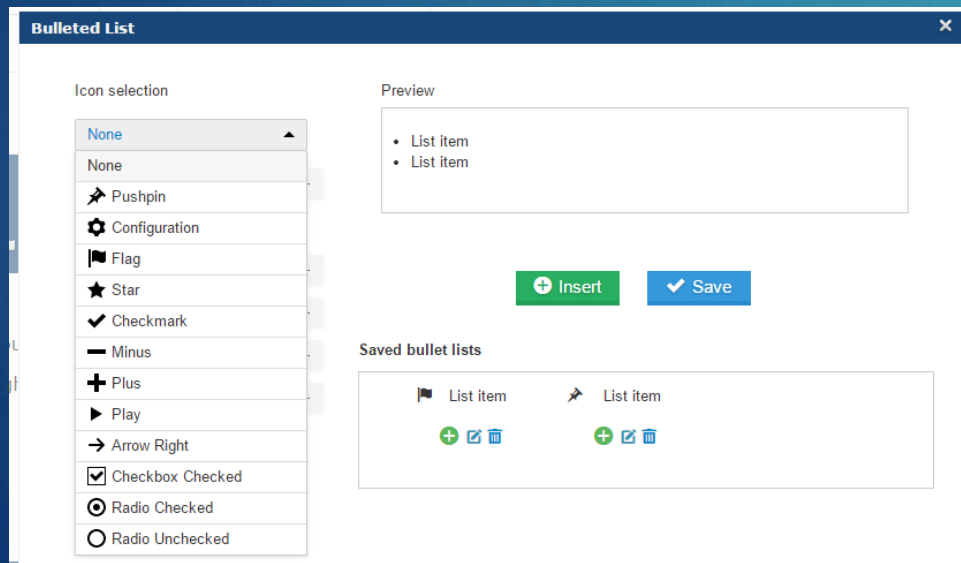 Bulleted List
Icon selection
None
None
Pushpin
Configuration
Flag
Star
Checkmark
Minus
Plus
Play
Arrow Right
Checkbox Checked
Radio Checked
Radio Unchecked
Preview
• List item
• List item
Insert
Save
Saved bullet lists
List item
List item